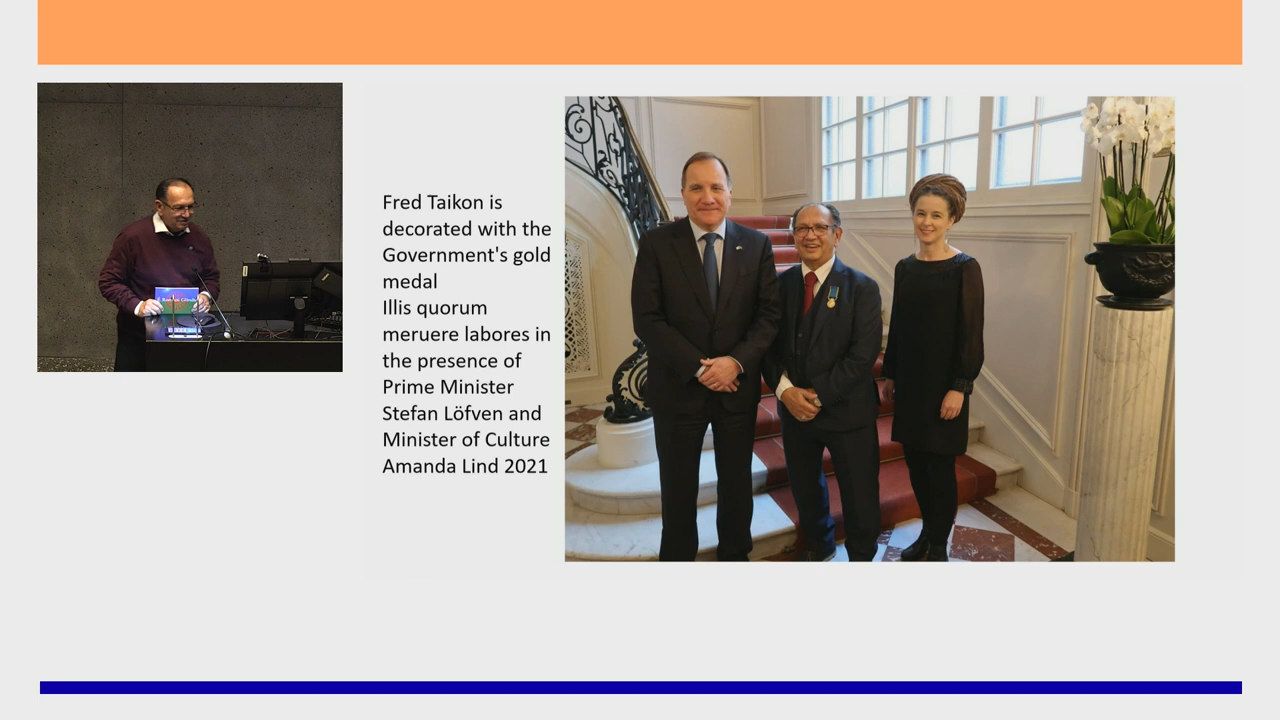 Fred Taikon is
decorated with the
Government's gold
medal
Illis quorum
meruere labores in
the presence of
Prime Minister
Stefan Löfven and
Minister of Culture
Amanda Lind 2021